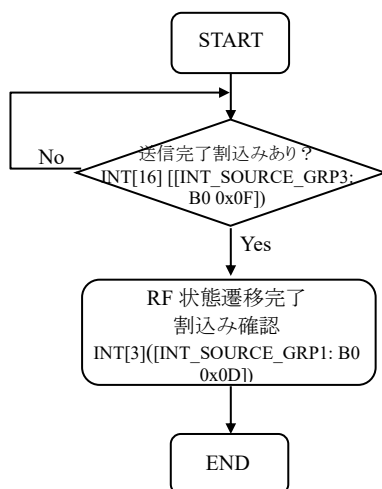 START
送信完了割込みあり？
No
INT[16] [[INT_SOURCE_GRP3:
B0 0x0F])
Yes
RF 状態遷移完了
割込み確認
INT[3]([INT_SOURCE_GRP1: B0
0x0D])
END